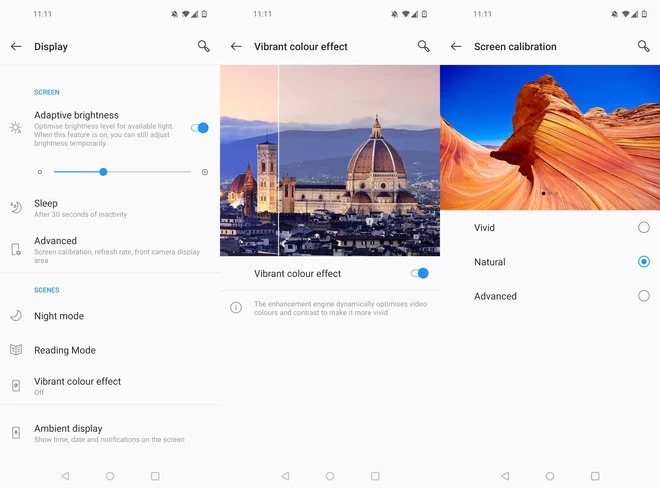 11:11
Display
SCREEN
Adaptive brightness
Optimise brightness level for available light.
When this feature is on, you can still adjust
brightness temporarily.
Sleep
After 30 seconds of inactivity
Advanced
Screen calibration, refresh rate, front camera display
area
SCENES
Night mode
Reading Mode
Vibrant colour effect
Off
Ambient display
Show time, date and notifications on the screen
11:11
Vibrant colour effect
Vibrant colour effect
The enhancement engine dynamically optimises video
colours and contrast to make it more vivid.
11:11
Screen calibration
Vivid
Natural
Advanced